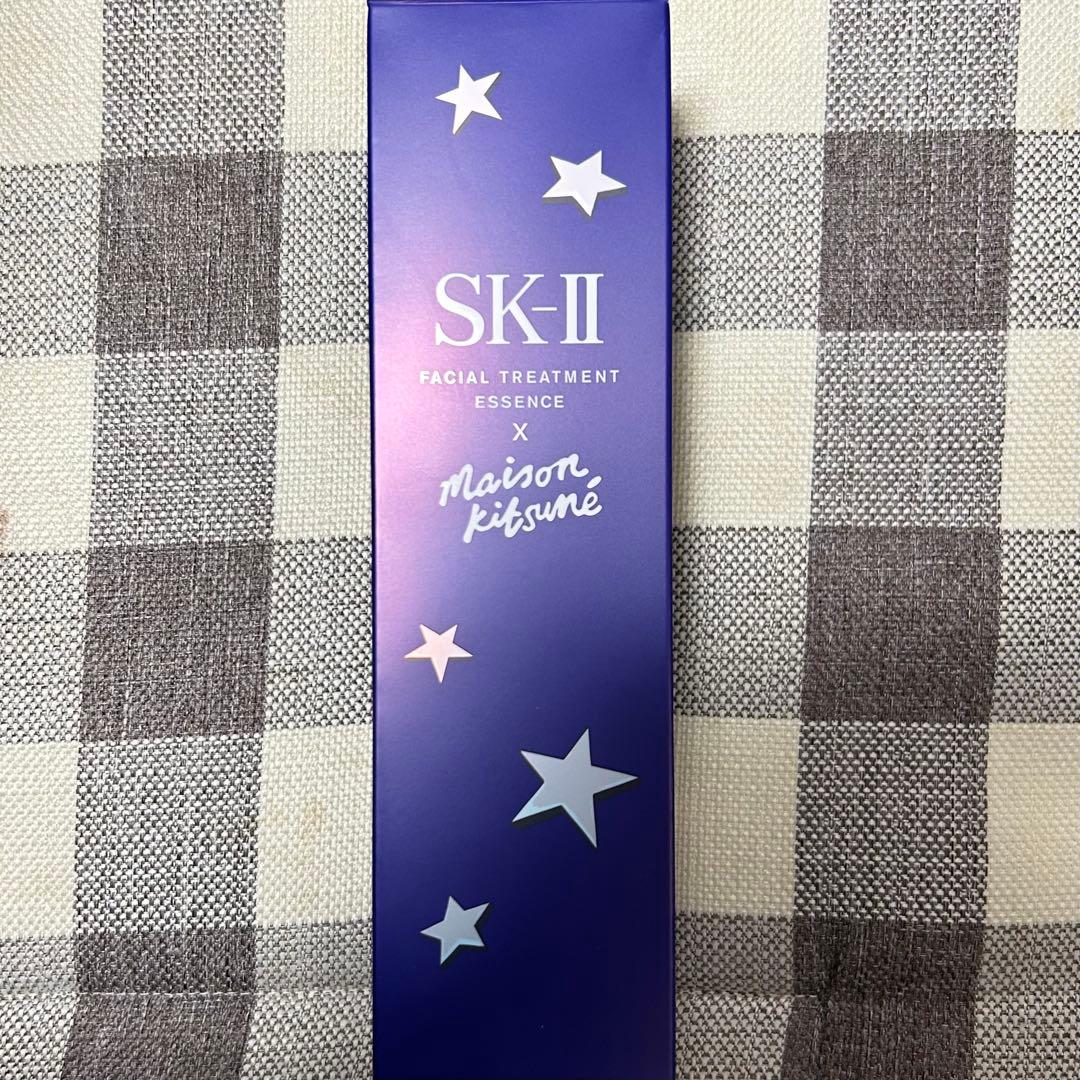 SK-II
FACIAL TREATMENT
ESSENCE
X
Maison
Kitsuné